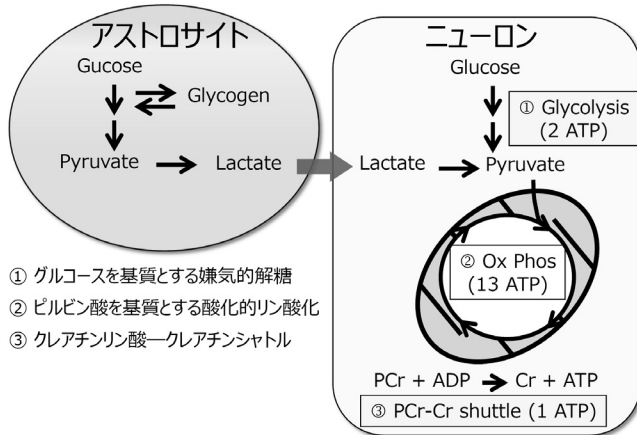 アストロサイト
Gucose
Glycogen
Pyruvate
Lactate
① グルコースを基質とする嫌気的解糖
② ピルビン酸を基質とする酸化的リン酸化
③ クレアチンリン酸―クレアチンシャトル
ニューロン
Glucose
① Glycolysis
(2 ATP)
Lactate
Pyruvate
② Ox Phos
(13 ATP)
PCr + ADP → Cr + ATP
③ PCr-Cr shuttle (1 ATP)